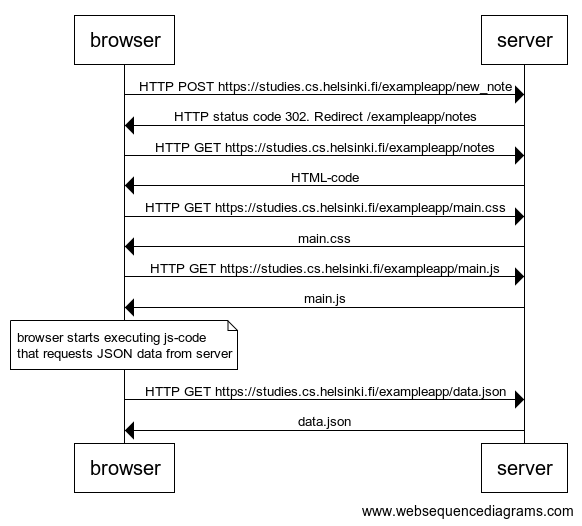 browser
server
HTTP POST https://studies.cs.helsinki.fi/exampleapp/new_note
HTTP status code 302. Redirect /exampleapp/notes
HTTP GET https://studies.cs.helsinki.fi/exampleapp/notes
HTML-code
HTTP GET https://studies.cs.helsinki.fi/exampleapp/main.css
main.css
HTTP GET https://studies.cs.helsinki.fi/exampleapp/main.js
main.js
browser starts executing js-code
that requests JSON data from server
HTTP GET https://studies.cs.helsinki.fi/exampleapp/data.json
data.json
browser
server
www.websequencediagrams.com